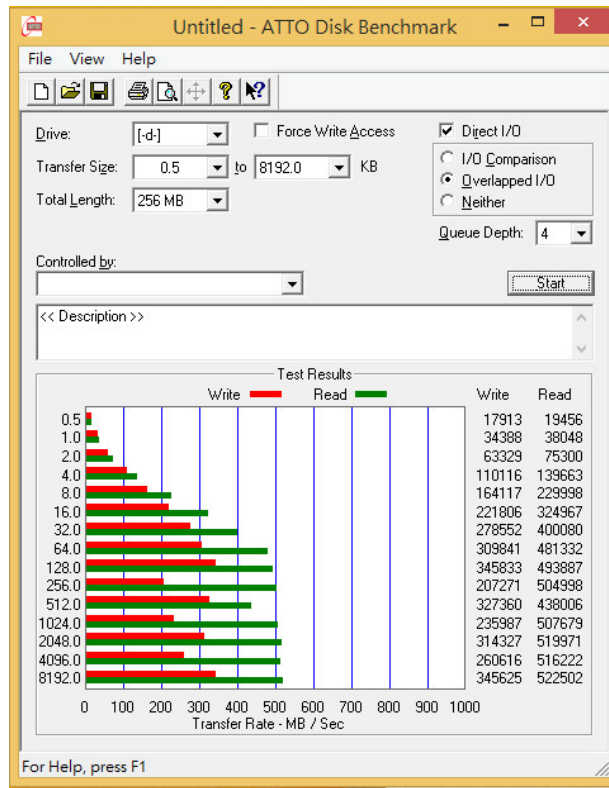 Untitled - ATTO Disk Benchmark
File View Help
Drive: [-d-] Force Write Access Direct I/O
Transfer Size: 0.5 to 8192.0 KB I/O Comparison
Overlapped I/O
Total Length: 256 MB Neither
Queue Depth: 4
Controlled by:
Start
<< Description >>
Test Results
Write Read Write Read
0.5 17913 19456
1.0 34388 38048
2.0 63329 75300
4.0 110116 139663
8.0 164117 229998
16.0 221806 324967
32.0 278552 400080
64.0 309841 481332
128.0 345833 493887
256.0 207271 504998
512.0 327360 438006
1024.0 235987 507679
2048.0 314327 519971
4096.0 260616 516222
8192.0 345625 522502
0 100 200 300 400 500 600 700 800 900 1000
Transfer Rate - MB / Sec
For Help, press F1